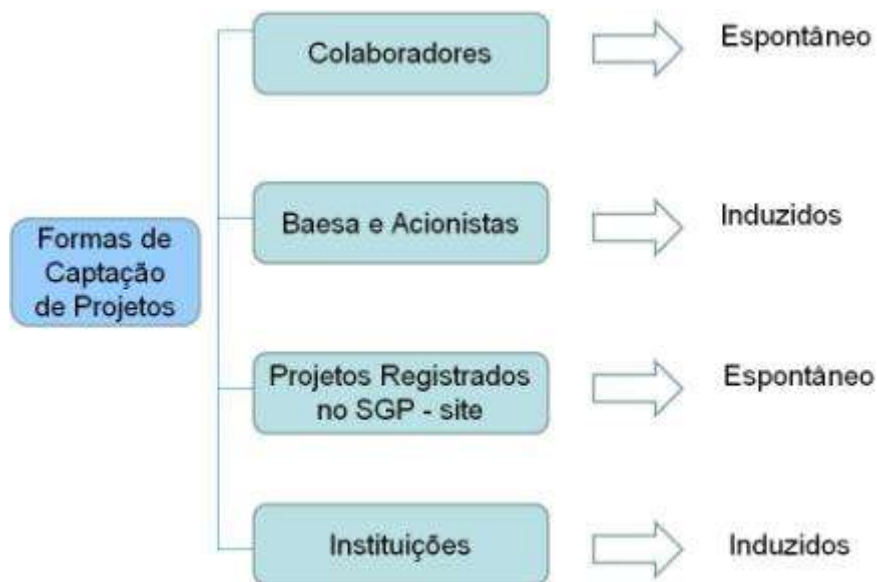 Colaboradores
Espontâneo
Baesa e Acionistas
Induzidos
Formas de
Captação
de Projetos
Projetos Registrados
no SGP - site
Espontâneo
Instituições
Induzidos